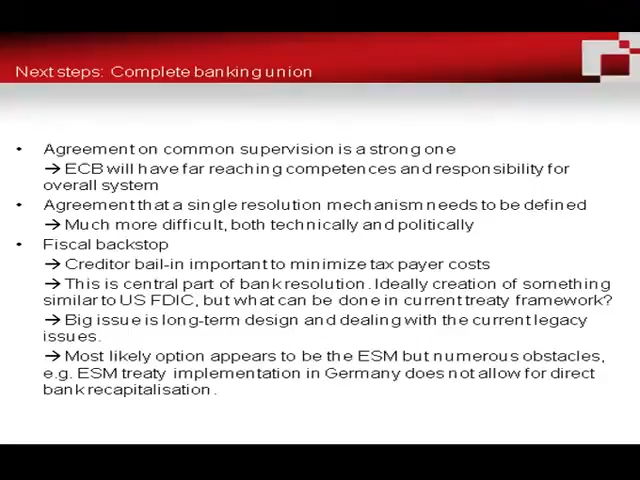 Next steps: Complete banking union
• Agreement on common supervision is a strong one
→ ECB will have far reaching competences and responsibility for
overall system
• Agreement that a single resolution mechanism needs to be defined
→ Much more difficult, both technically and politically
• Fiscal backstop
→ Creditor bail-in important to minimize tax payer costs
→ This is central part of bank resolution. Ideally creation of something
similar to US FDIC, but what can be done in current treaty framework?
→ Big issue is long-term design and dealing with the current legacy
issues.
→ Most likely option appears to be the ESM but numerous obstacles,
e.g. ESM treaty implementation in Germany does not allow for direct
bank recapitalisation.